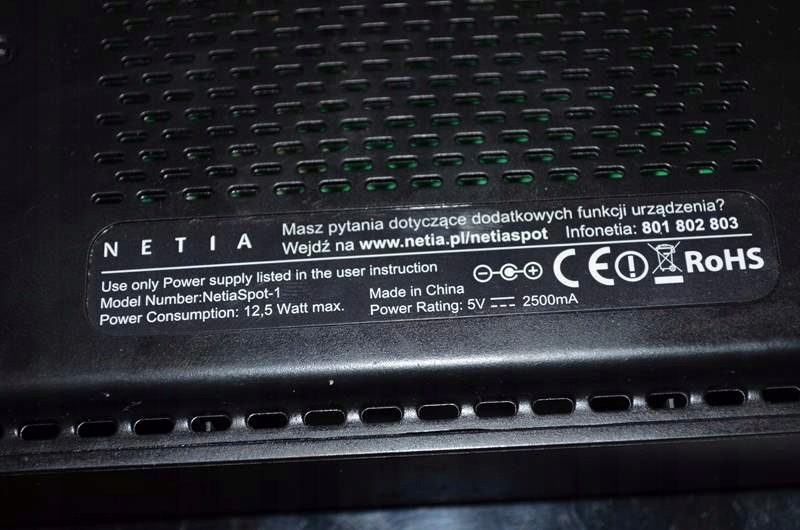 NETIA
Masz pytania dotyczące dodatkowych funkcji urządzenia?
Wejdź na www.netia.pl/netiaspot Infonetia: 801 802 803
Use only Power supply listed in the user instruction
Model Number:NetiaSpot-1
Power Consumption: 12,5 Watt max.
Made in China
Power Rating: 5V 2500mA
CE RoHS